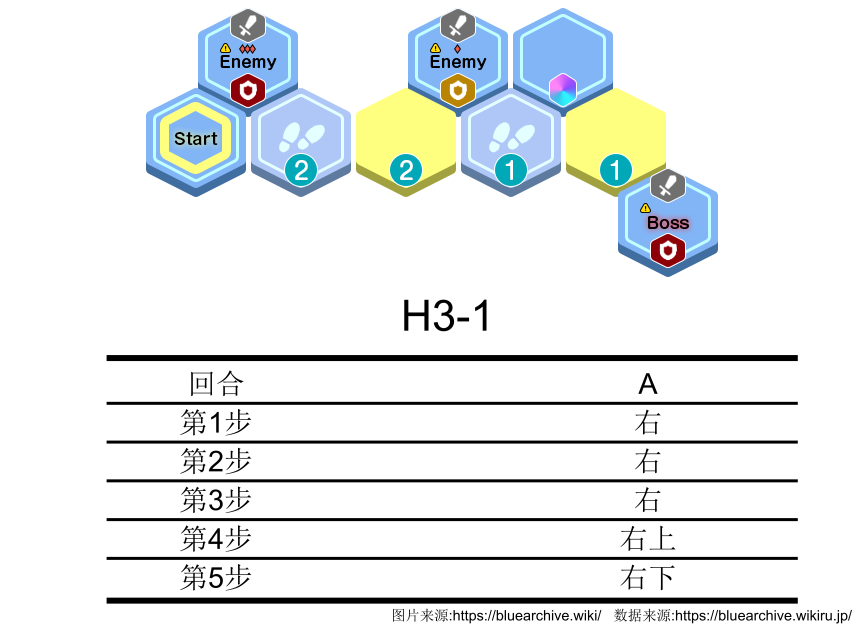 Enemy
Enemy
Start
2
2
1
1
Boss
H3-1
回合 A
第1步 右
第2步 右
第3步 右
第4步 右上
第5步 右下
图片来源:https://bluearchive.wiki/ 数据来源:https://bluearchive.wikiru.jp/